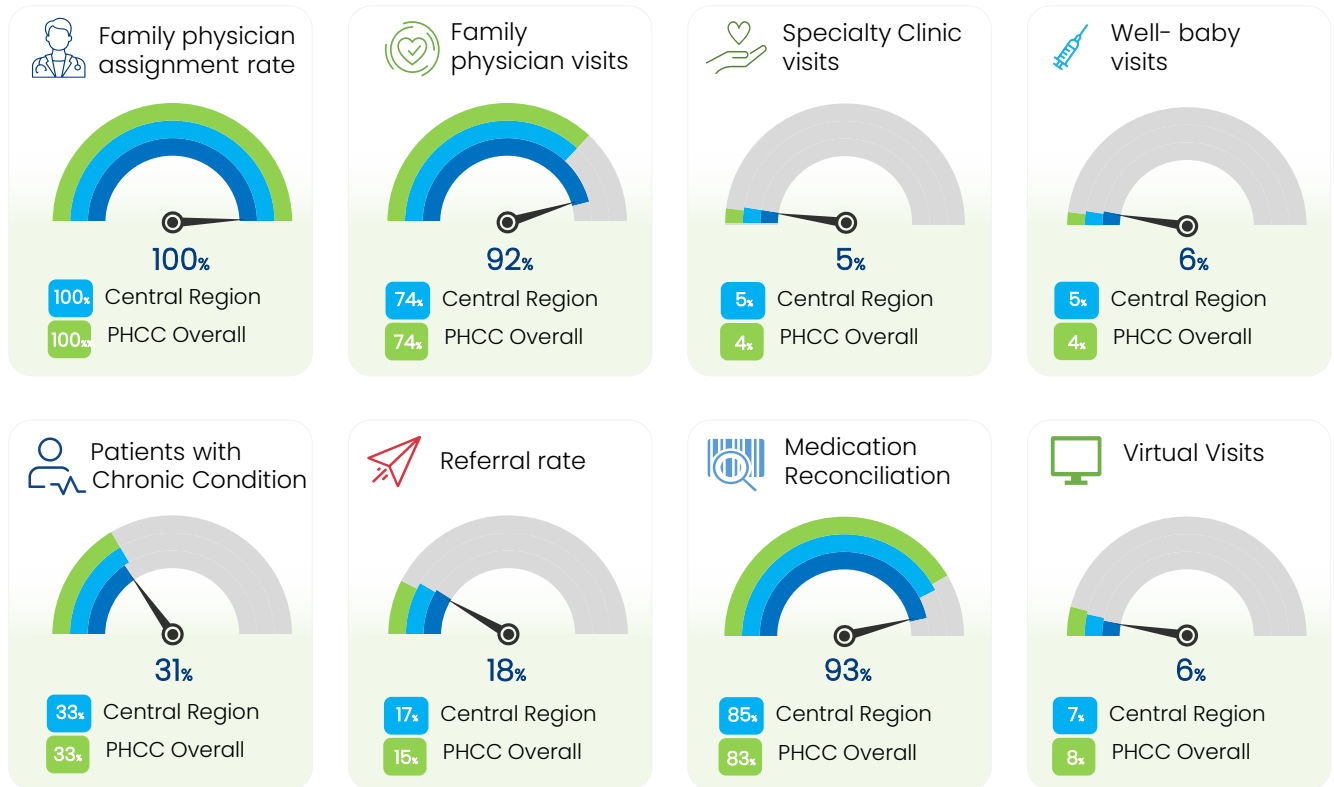 Family physician
assignment rate
100%
100% Central Region
100%% PHCC Overall
Family
physician visits
92%
74% Central Region
74% PHCC Overall
Specialty Clinic
visits
5%
5% Central Region
4% PHCC Overall
Well- baby
visits
6%
5% Central Region
4% PHCC Overall
Patients with
Chronic Condition
31%
33% Central Region
33% PHCC Overall
Referral rate
18%
17% Central Region
15% PHCC Overall
Medication
Reconciliation
93%
85% Central Region
83% PHCC Overall
Virtual Visits
6%
7% Central Region
8% PHCC Overall